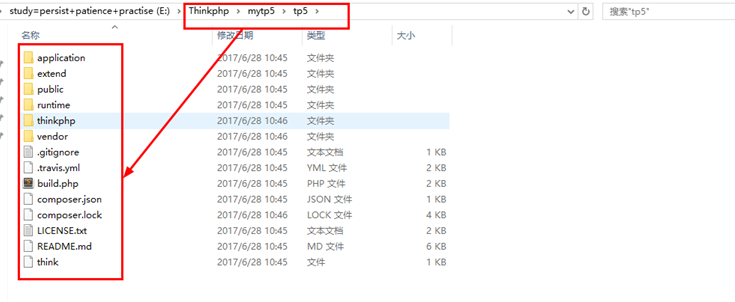 study=persist+patience+practise (E:) › Thinkphp › mytp5 › tp5 › 搜索"tp5"
名称 修改日期 类型 大小
application 2017/6/28 10:45 文件夹
extend 2017/6/28 10:45 文件夹
public 2017/6/28 10:45 文件夹
runtime 2017/6/28 10:45 文件夹
thinkphp 2017/6/28 10:46 文件夹
vendor 2017/6/28 10:46 文件夹
.gitignore 2017/6/28 10:45 文本文档 1 KB
.travis.yml 2017/6/28 10:45 YML 文件 2 KB
build.php 2017/6/28 10:45 PHP 文件 2 KB
composer.json 2017/6/28 10:45 JSON 文件 1 KB
composer.lock 2017/6/28 10:46 LOCK 文件 4 KB
LICENSE.txt 2017/6/28 10:45 文本文档 2 KB
README.md 2017/6/28 10:45 MD 文件 6 KB
think 2017/6/28 10:45 文件 1 KB